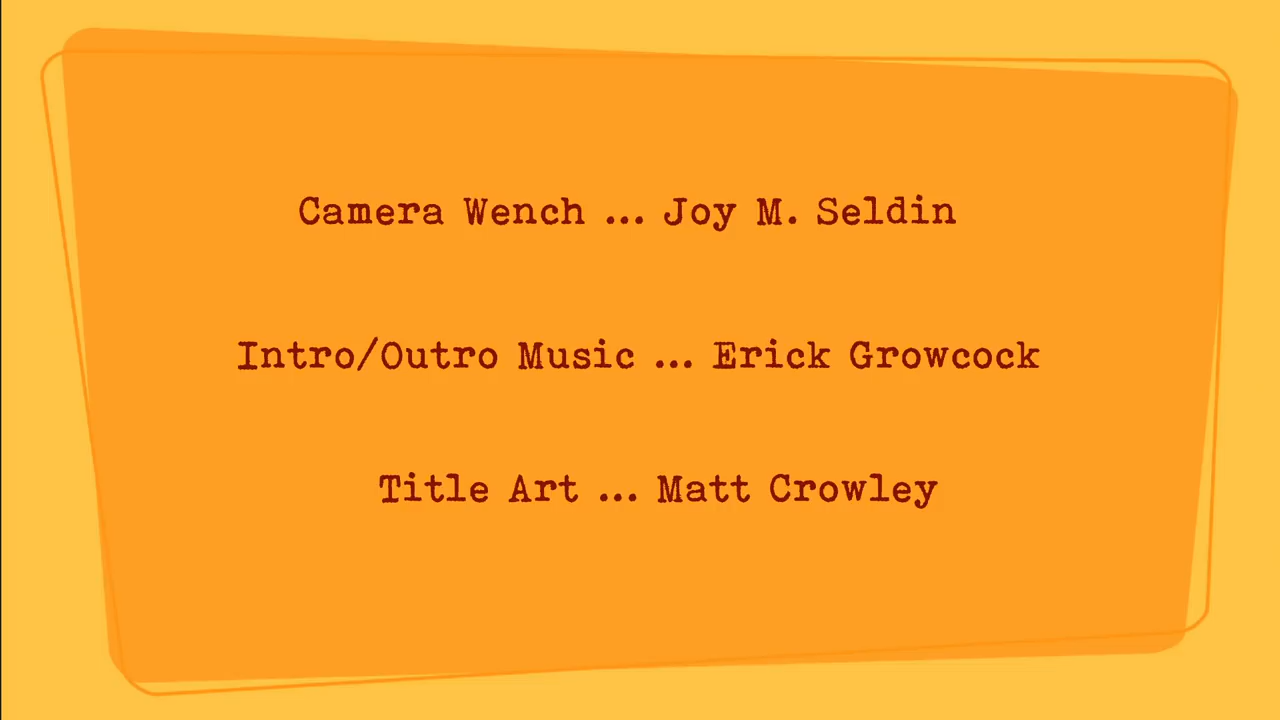 Camera Wench ... Joy M. Seldin
Intro/Outro Music ... Erick Growcock
Title Art ... Matt Crowley